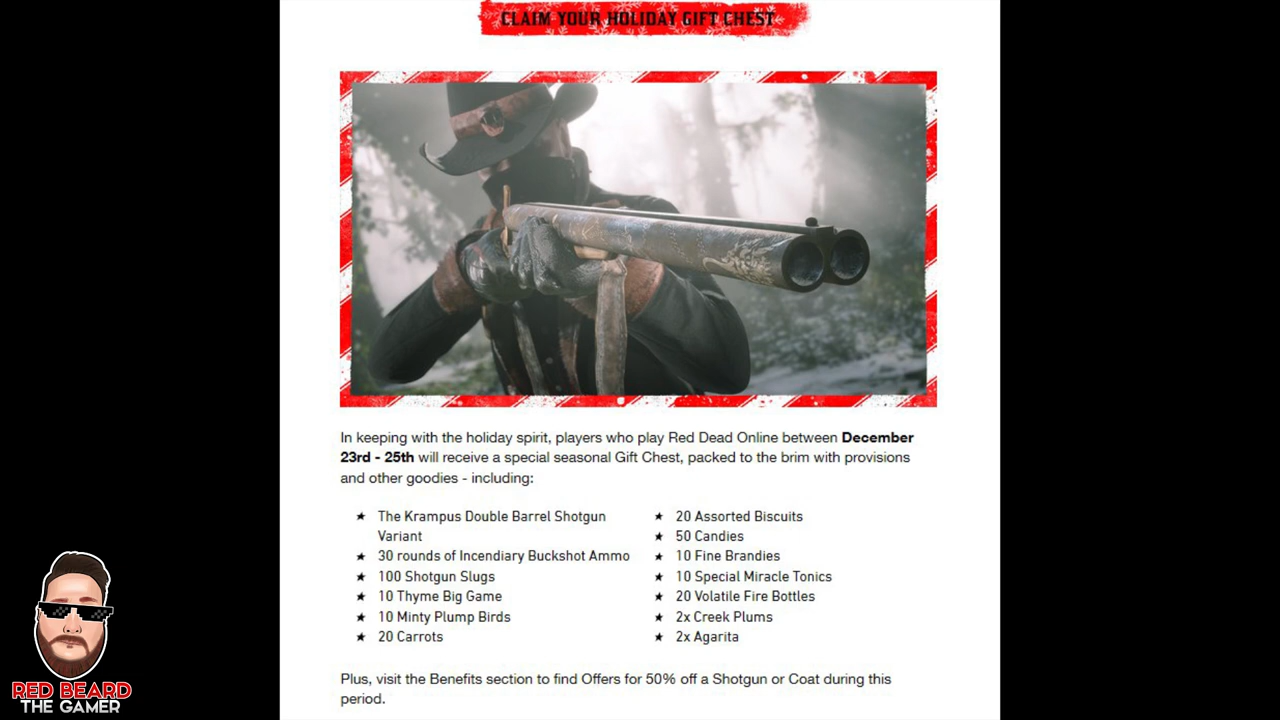 CLAIM YOUR HOLIDAY GIFT CHEST
In keeping with the holiday spirit, players who play Red Dead Online between December
23rd - 25th will receive a special seasonal Gift Chest, packed to the brim with provisions
and other goodies - including:
★ The Krampus Double Barrel Shotgun
Variant
★ 30 rounds of Incendiary Buckshot Ammo
★ 100 Shotgun Slugs
★ 10 Thyme Big Game
★ 10 Minty Plump Birds
★ 20 Carrots
★ 20 Assorted Biscuits
★ 50 Candies
★ 10 Fine Brandies
★ 10 Special Miracle Tonics
★ 20 Volatile Fire Bottles
★ 2x Creek Plums
★ 2x Agarita
Plus, visit the Benefits section to find Offers for 50% off a Shotgun or Coat during this
period.
RED BEARD
THE GAMER